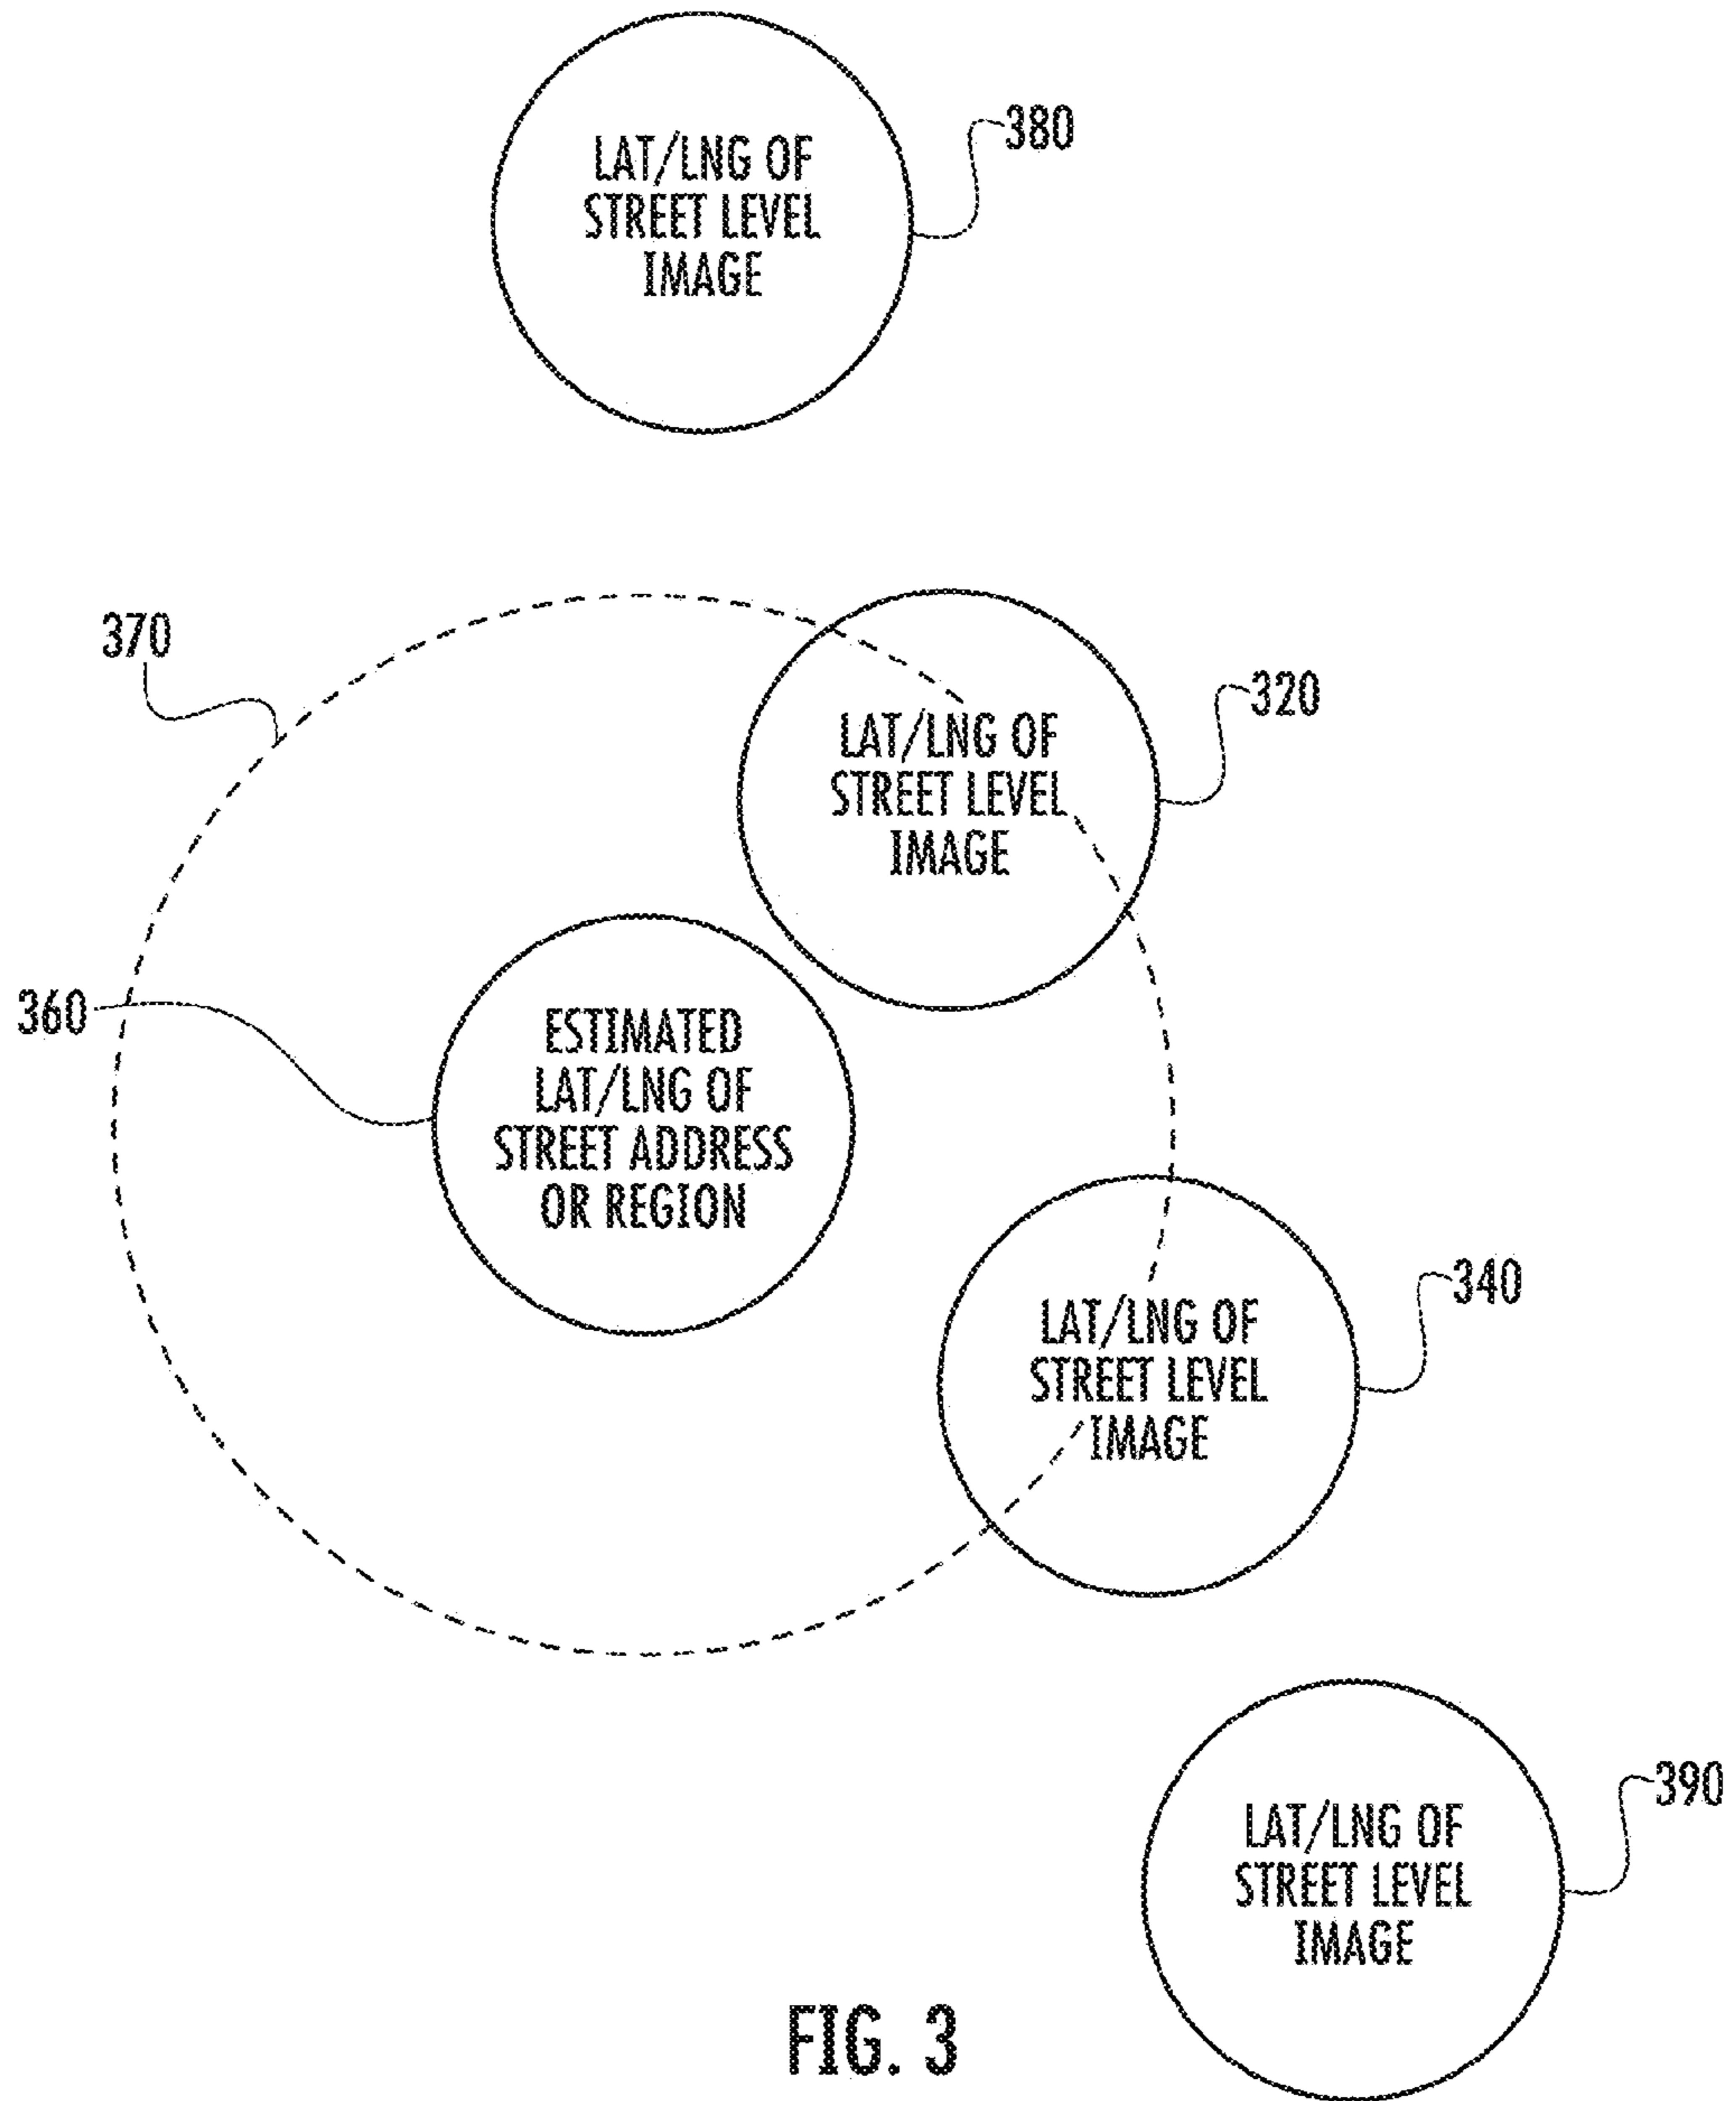 LAT/LNG OF
STREET LEVEL
IMAGE
380
370
LAT/LNG OF
STREET LEVEL
IMAGE
320
360
ESTIMATED
LAT/LNG OF
STREET ADDRESS
OR REGION
LAT/LNG OF
STREET LEVEL
IMAGE
340
LAT/LNG OF
STREET LEVEL
IMAGE
390
FIG. 3